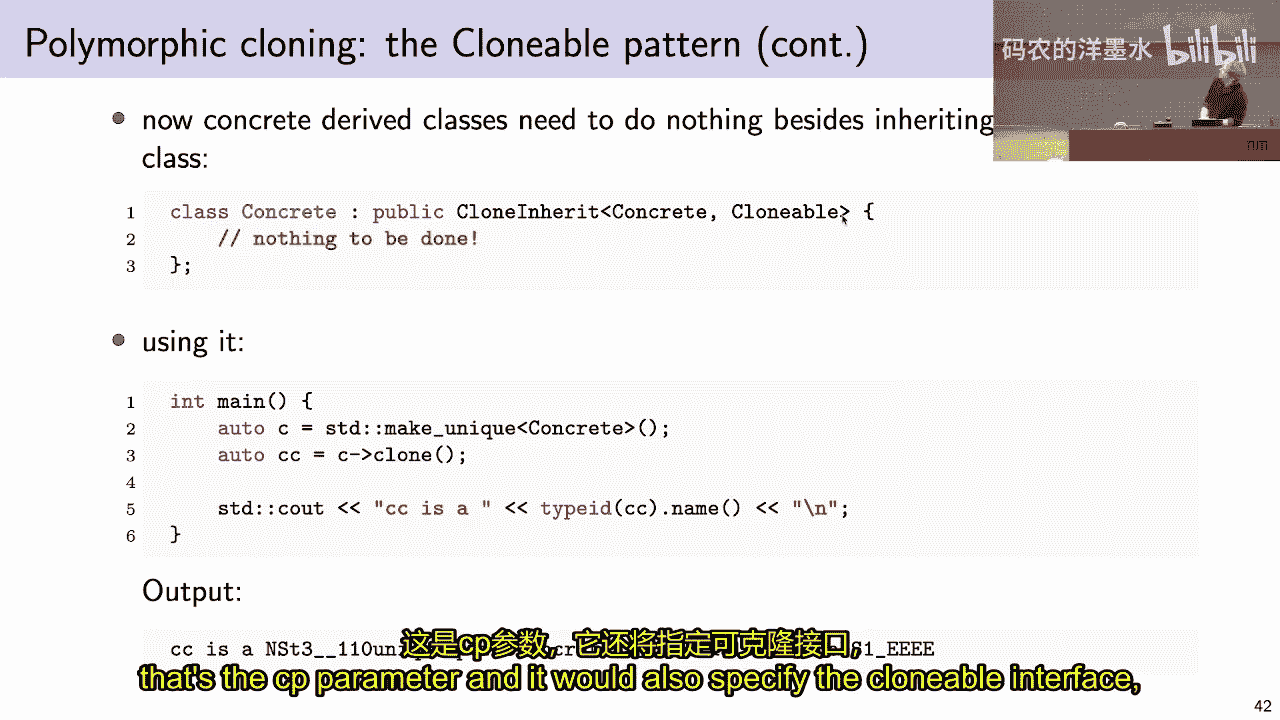 Polymorphic cloning: the Cloneable pattern (cont.)
码农的洋墨水 bilibili
now concrete derived classes need to do nothing besides inheriting
class:
1 class Concrete : public CloneInherit<Concrete, Cloneable> {
2 // nothing to be done!
3 };
using it:
1 int main() {
2 auto c = std::make_unique<Concrete>();
3 auto cc = c->clone();
4
5 std::cout << "cc is a " << typeid(cc).name() << "\n";
6 }
Output:
cc is a
这是cp参数，它还将指定可克隆接口，
that's the cp parameter and it would also specify the cloneable interface,
42